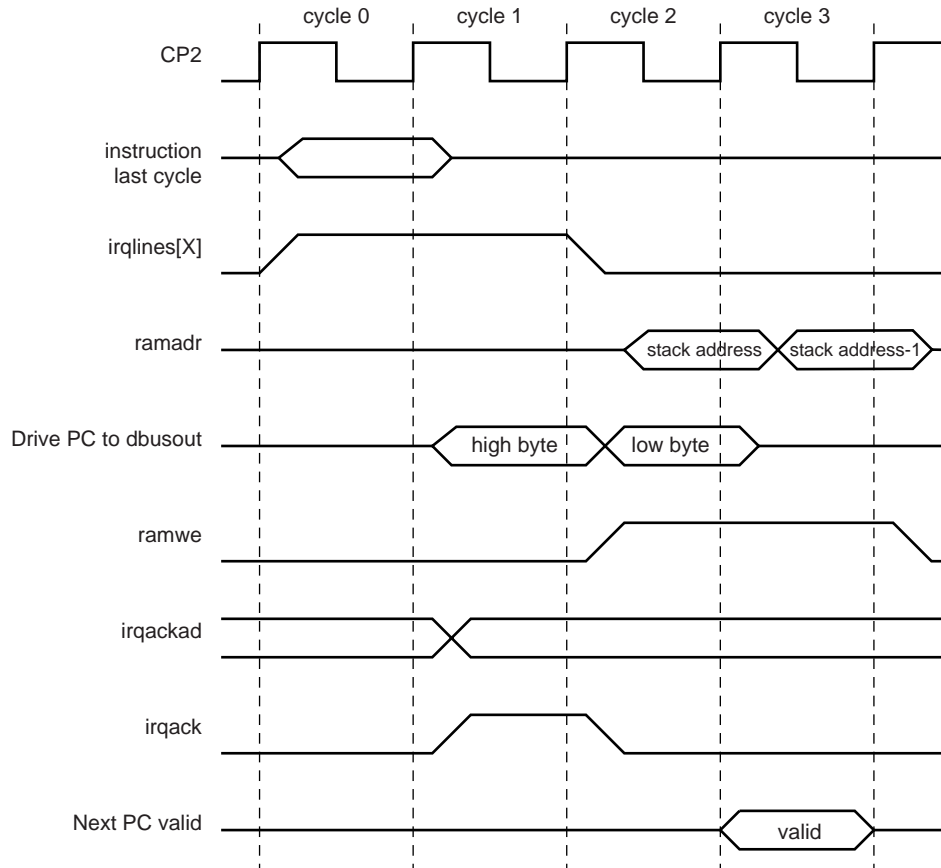 cycle 0 cycle 1 cycle 2 cycle 3
CP2
instruction
last cycle
irqlines[X]
ramadr
stack address stack address-1
Drive PC to dbusout
high byte low byte
ramwe
irqackad
irqack
Next PC valid
valid